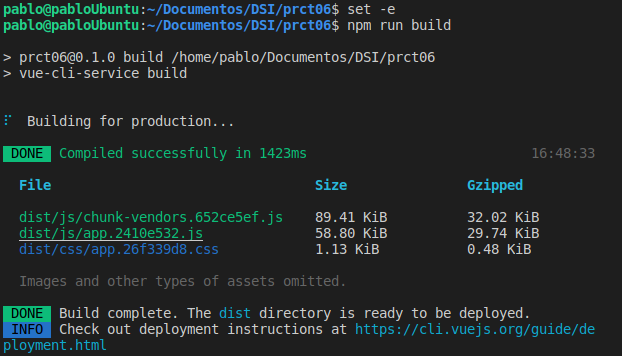 pablo@pabloUbuntu:~/Documentos/DSI/prct06$ set -e
pablo@pabloUbuntu:~/Documentos/DSI/prct06$ npm run build
> prct06@0.1.0 build /home/pablo/Documentos/DSI/prct06
> vue-cli-service build
⠏ Building for production...
DONE Compiled successfully in 1423ms 16:48:33
File Size Gzipped
dist/js/chunk-vendors.652ce5ef.js 89.41 KiB 32.02 KiB
dist/js/app.2410e532.js 58.80 KiB 29.74 KiB
dist/css/app.26f339d8.css 1.13 KiB 0.48 KiB
Images and other types of assets omitted.
DONE Build complete. The dist directory is ready to be deployed.
INFO Check out deployment instructions at https://cli.vuejs.org/guide/de
ployment.html